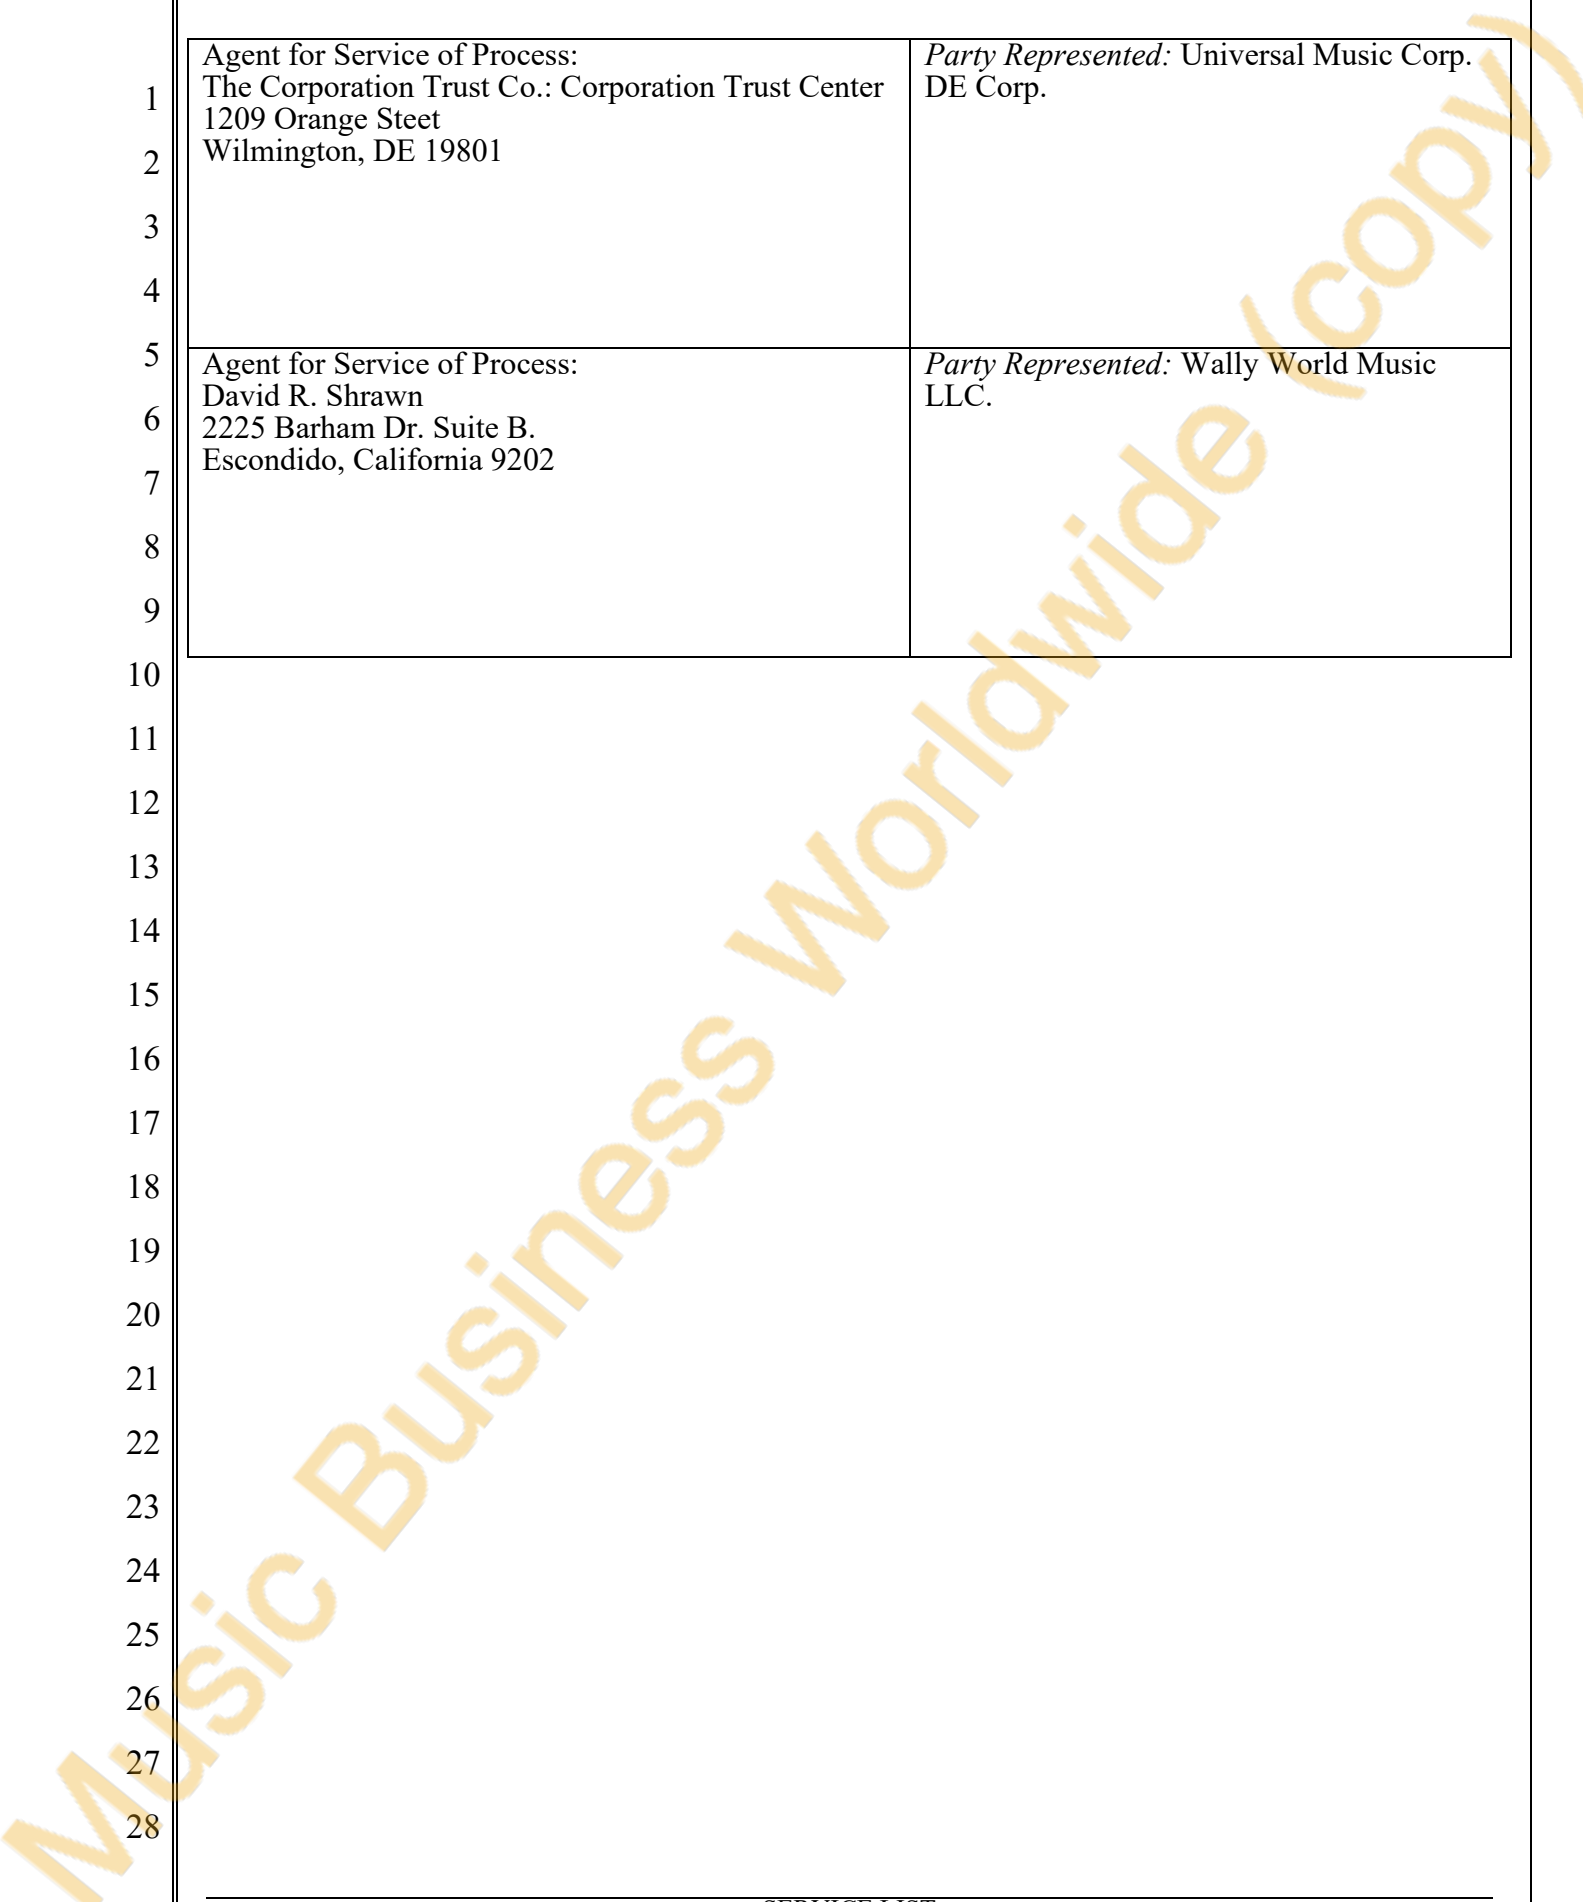 Agent for Service of Process:
The Corporation Trust Co.: Corporation Trust Center
1209 Orange Steet
Wilmington, DE 19801
Party Represented: Universal Music Corp.
DE Corp.
Agent for Service of Process:
David R. Shrawn
2225 Barham Dr. Suite B.
Escondido, California 9202
Party Represented: Wally World Music
LLC.
1
2
3
4
5
6
7
8
9
10
11
12
13
14
15
16
17
18
19
20
21
22
23
24
25
26
27
28
Music Business Worldwide (copy)
SERVICE LIST